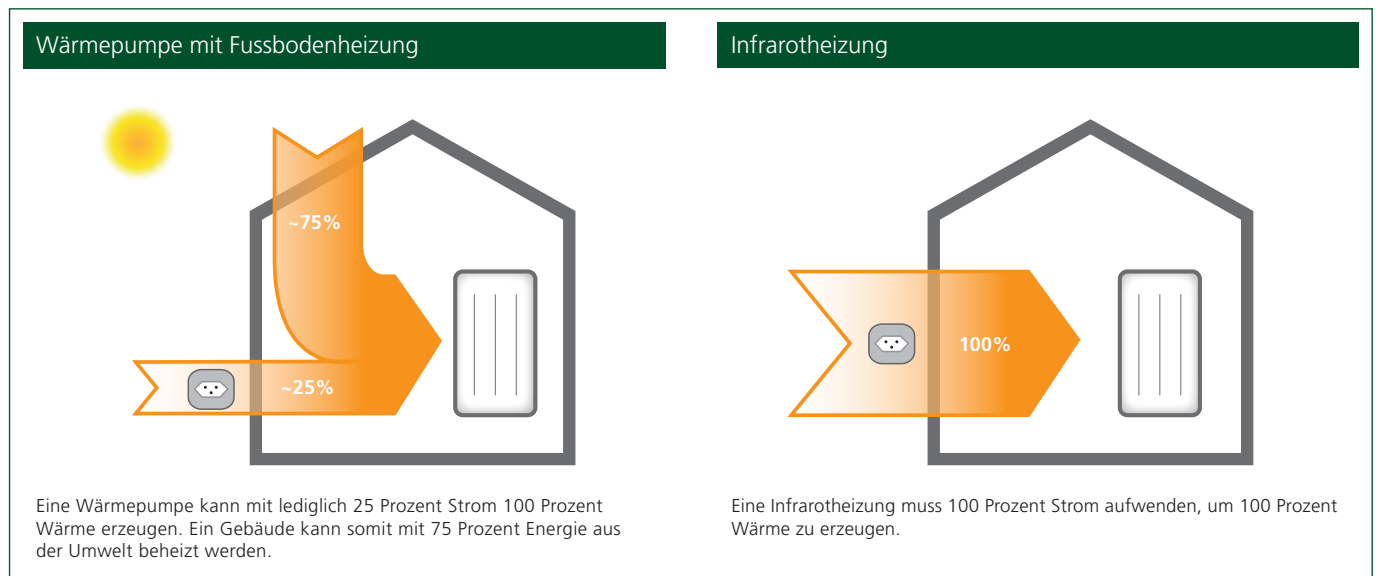 Wärmepumpe mit Fussbodenheizung
~75%
~25%
Eine Wärmepumpe kann mit lediglich 25 Prozent Strom 100 Prozent
Wärme erzeugen. Ein Gebäude kann somit mit 75 Prozent Energie aus
der Umwelt beheizt werden.
Infrarotheizung
100%
Eine Infrarotheizung muss 100 Prozent Strom aufwenden, um 100 Prozent
Wärme zu erzeugen.